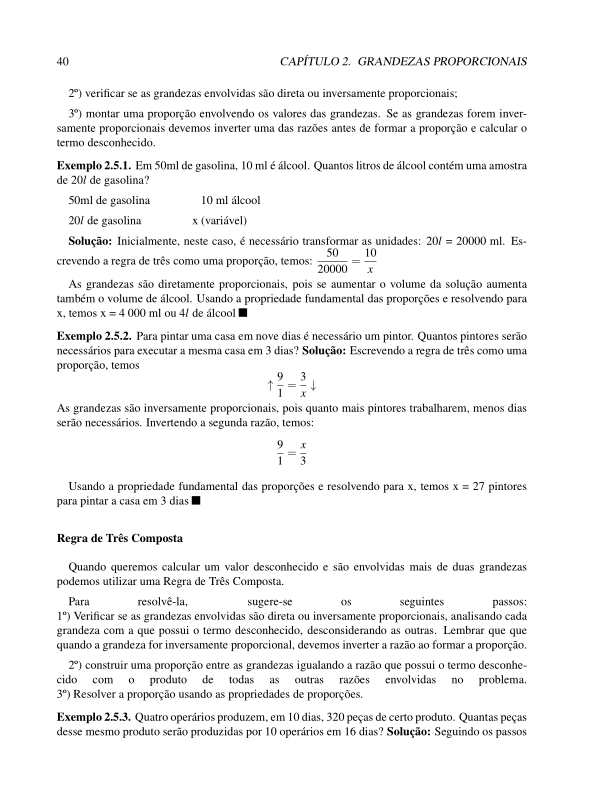 40 CAPÍTULO 2. GRANDEZAS PROPORCIONAIS
2º) verificar se as grandezas envolvidas são direta ou inversamente proporcionais;
3º) montar uma proporção envolvendo os valores das grandezas. Se as grandezas forem inver-
samente proporcionais devemos inverter uma das razões antes de formar a proporção e calcular o
termo desconhecido.
Exemplo 2.5.1. Em 50ml de gasolina, 10 ml é álcool. Quantos litros de álcool contém uma amostra
de 20l de gasolina?
50ml de gasolina 10 ml álcool
20l de gasolina x (variável)
Solução: Inicialmente, neste caso, é necessário transformar as unidades: 20l = 20000 ml. Es-
crevendo a regra de três como uma proporção, temos: 50/20000 = 10/x
As grandezas são diretamente proporcionais, pois se aumentar o volume da solução aumenta
também o volume de álcool. Usando a propriedade fundamental das proporções e resolvendo para
x, temos x = 4 000 ml ou 4l de álcool ■
Exemplo 2.5.2. Para pintar uma casa em nove dias é necessário um pintor. Quantos pintores serão
necessários para executar a mesma casa em 3 dias? Solução: Escrevendo a regra de três como uma
proporção, temos
↑ 9/1 = 3/x ↓
As grandezas são inversamente proporcionais, pois quanto mais pintores trabalharem, menos dias
serão necessários. Invertendo a segunda razão, temos:
9/1 = x/3
Usando a propriedade fundamental das proporções e resolvendo para x, temos x = 27 pintores
para pintar a casa em 3 dias ■
Regra de Três Composta
Quando queremos calcular um valor desconhecido e são envolvidas mais de duas grandezas
podemos utilizar uma Regra de Três Composta.
Para resolvê-la, sugere-se os seguintes passos:
1º) Verificar se as grandezas envolvidas são direta ou inversamente proporcionais, analisando cada
grandeza com a que possui o termo desconhecido, desconsiderando as outras. Lembrar que que
quando a grandeza for inversamente proporcional, devemos inverter a razão ao formar a proporção.
2º) construir uma proporção entre as grandezas igualando a razão que possui o termo desconhe-
cido com o produto de todas as outras razões envolvidas no problema.
3º) Resolver a proporção usando as propriedades de proporções.
Exemplo 2.5.3. Quatro operários produzem, em 10 dias, 320 peças de certo produto. Quantas peças
desse mesmo produto serão produzidas por 10 operários em 16 dias? Solução: Seguindo os passos